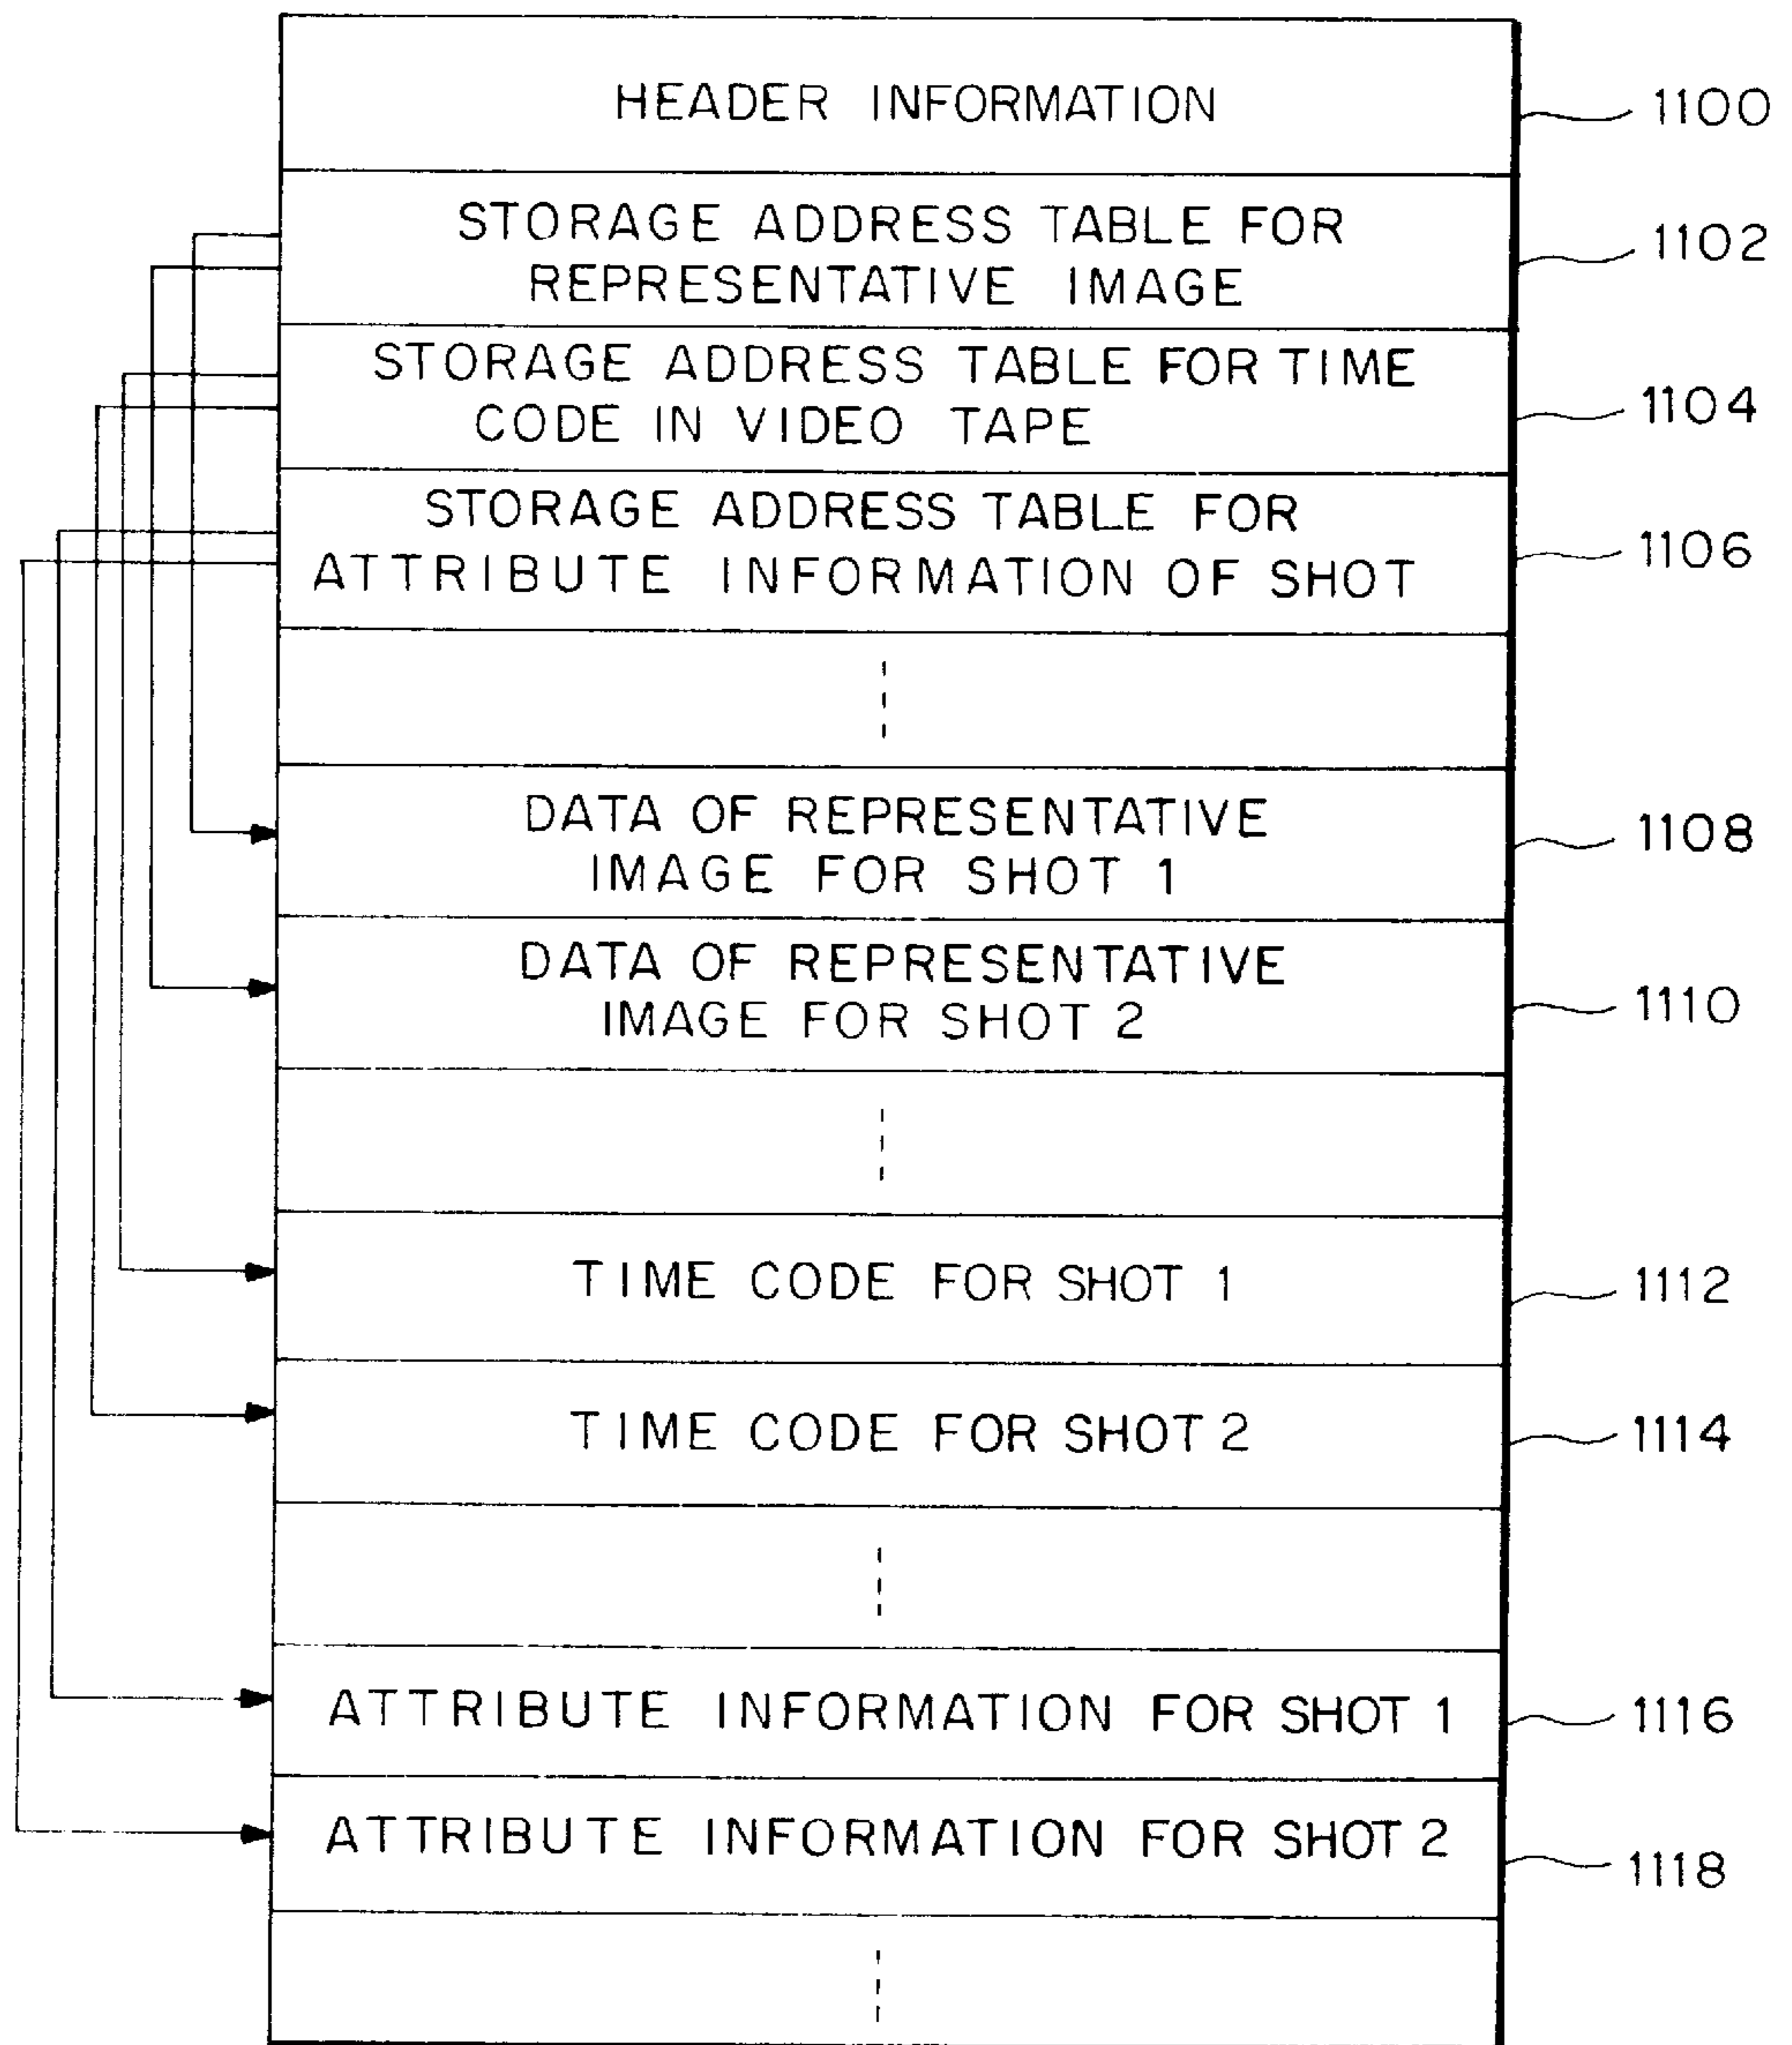 HEADER INFORMATION
1100
STORAGE ADDRESS TABLE FOR
REPRESENTATIVE IMAGE
1102
STORAGE ADDRESS TABLE FOR TIME
CODE IN VIDEO TAPE
1104
STORAGE ADDRESS TABLE FOR
ATTRIBUTE INFORMATION OF SHOT
1106
DATA OF REPRESENTATIVE
IMAGE FOR SHOT 1
1108
DATA OF REPRESENTATIVE
IMAGE FOR SHOT 2
1110
TIME CODE FOR SHOT 1
1112
TIME CODE FOR SHOT 2
1114
ATTRIBUTE INFORMATION FOR SHOT 1
1116
ATTRIBUTE INFORMATION FOR SHOT 2
1118